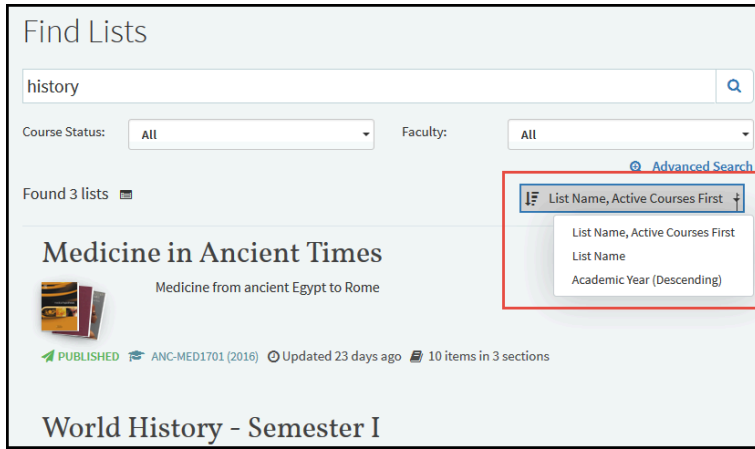 Find Lists
history
Course Status: All Faculty: All
Advanced Search
Found 3 lists List Name, Active Courses First
List Name, Active Courses First
List Name
Academic Year (Descending)
Medicine in Ancient Times
Medicine from ancient Egypt to Rome
PUBLISHED ANC-MED1701 (2016) Updated 23 days ago 10 items in 3 sections
World History - Semester I